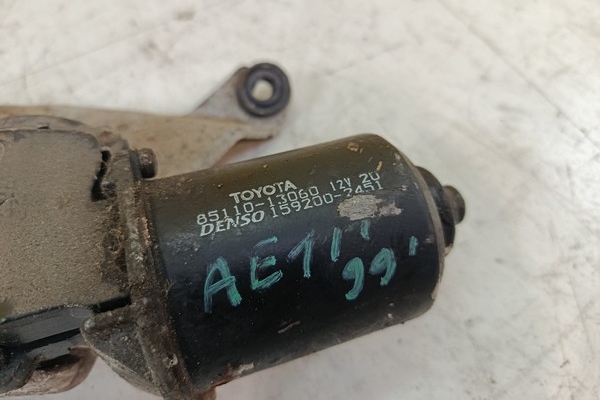 TOYOTA
85110-13060 12V 2U
DENSO 159200-2451
AE111
99'